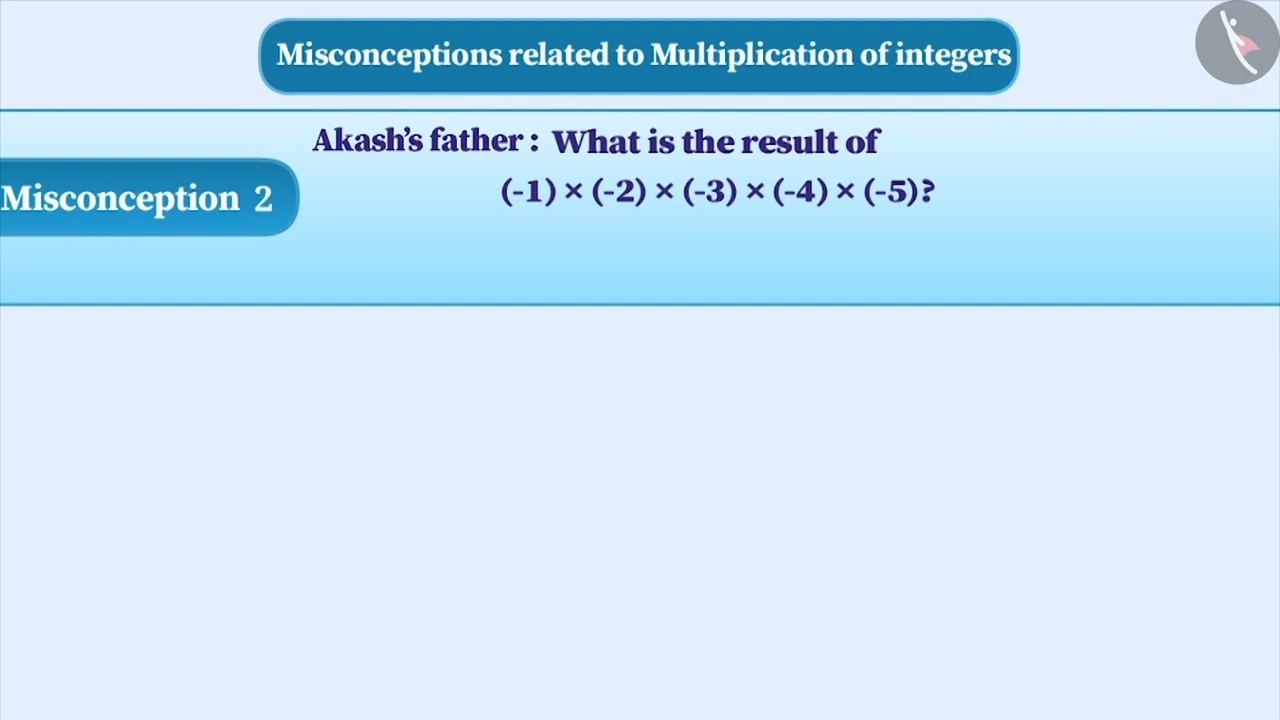 Misconceptions related to Multiplication of integers
Akash's father : What is the result of
(-1) × (-2) × (-3) × (-4) × (-5)?
Misconception 2